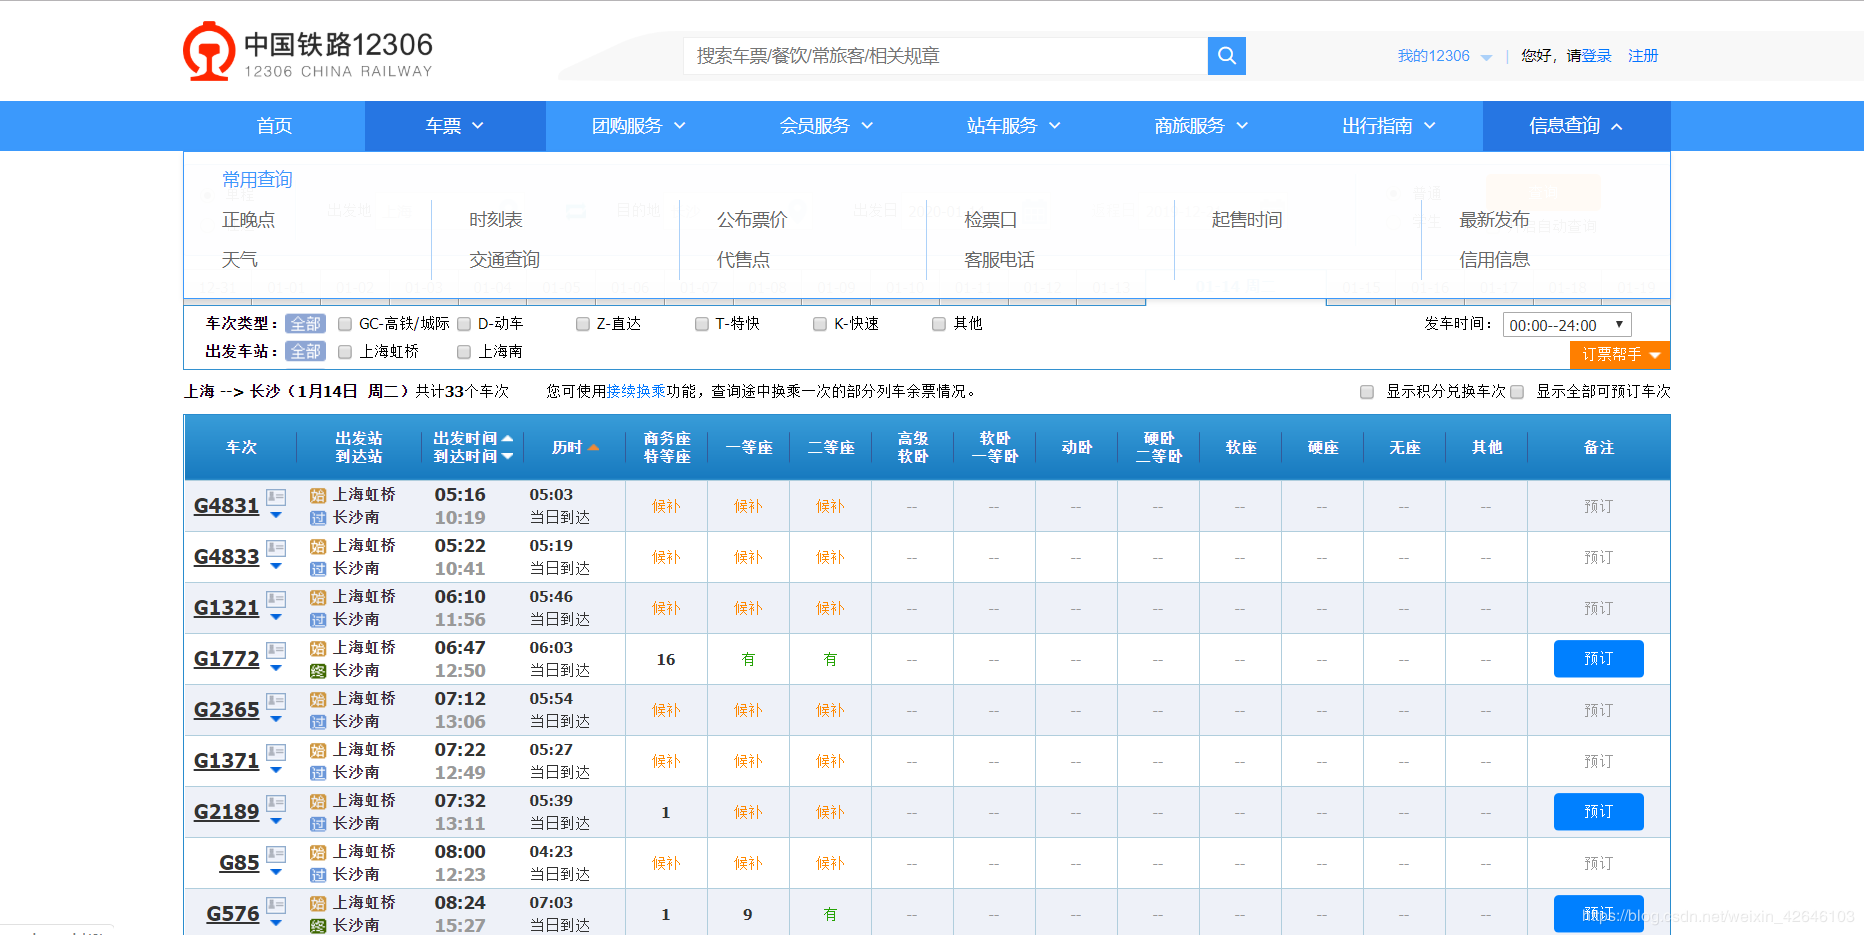 中国铁路12306
12306 CHINA RAILWAY
搜索车票/餐饮/常旅客/相关规章
我的12306 | 您好，请登录 注册
首页 车票 团购服务 会员服务 站车服务 商旅服务 出行指南 信息查询
常用查询
正晚点 时刻表 公布票价 检票口 起售时间 最新发布
天气 交通查询 代售点 客服电话 信用信息
车次类型： 全部 GC-高铁/城际 D-动车 Z-直达 T-特快 K-快速 其他 发车时间： 00:00--24:00
出发车站： 全部 上海虹桥 上海南
订票帮手
上海 --> 长沙（1月14日 周二）共计33个车次 您可使用接续换乘功能，查询途中换乘一次的部分列车余票情况。 显示积分兑换车次 显示全部可预订车次
车次 出发站 到达站 出发时间 到达时间 历时 商务座 特等座 一等座 二等座 高级 软卧 软卧 一等卧 动卧 硬卧 二等卧 软座 硬座 无座 其他 备注
G4831 始 上海虹桥 05:16 05:03 候补 候补 候补 -- -- -- -- -- -- -- -- 预订
过 长沙南 10:19 当日到达
G4833 始 上海虹桥 05:22 05:19 候补 候补 候补 -- -- -- -- -- -- -- -- 预订
过 长沙南 10:41 当日到达
G1321 始 上海虹桥 06:10 05:46 候补 候补 候补 -- -- -- -- -- -- -- -- 预订
过 长沙南 11:56 当日到达
G1772 始 上海虹桥 06:47 06:03 16 有 有 -- -- -- -- -- -- -- -- 预订
终 长沙南 12:50 当日到达
G2365 始 上海虹桥 07:12 05:54 候补 候补 候补 -- -- -- -- -- -- -- -- 预订
过 长沙南 13:06 当日到达
G1371 始 上海虹桥 07:22 05:27 候补 候补 候补 -- -- -- -- -- -- -- -- 预订
过 长沙南 12:49 当日到达
G2189 始 上海虹桥 07:32 05:39 1 候补 候补 -- -- -- -- -- -- -- -- 预订
过 长沙南 13:11 当日到达
G85 始 上海虹桥 08:00 04:23 候补 候补 候补 -- -- -- -- -- -- -- -- 预订
过 长沙南 12:23 当日到达
G576 始 上海虹桥 08:24 07:03 1 9 有 -- -- -- -- -- -- -- -- 预订
终 长沙南 15:27 当日到达
https://blog.csdn.net/weixin_42646103